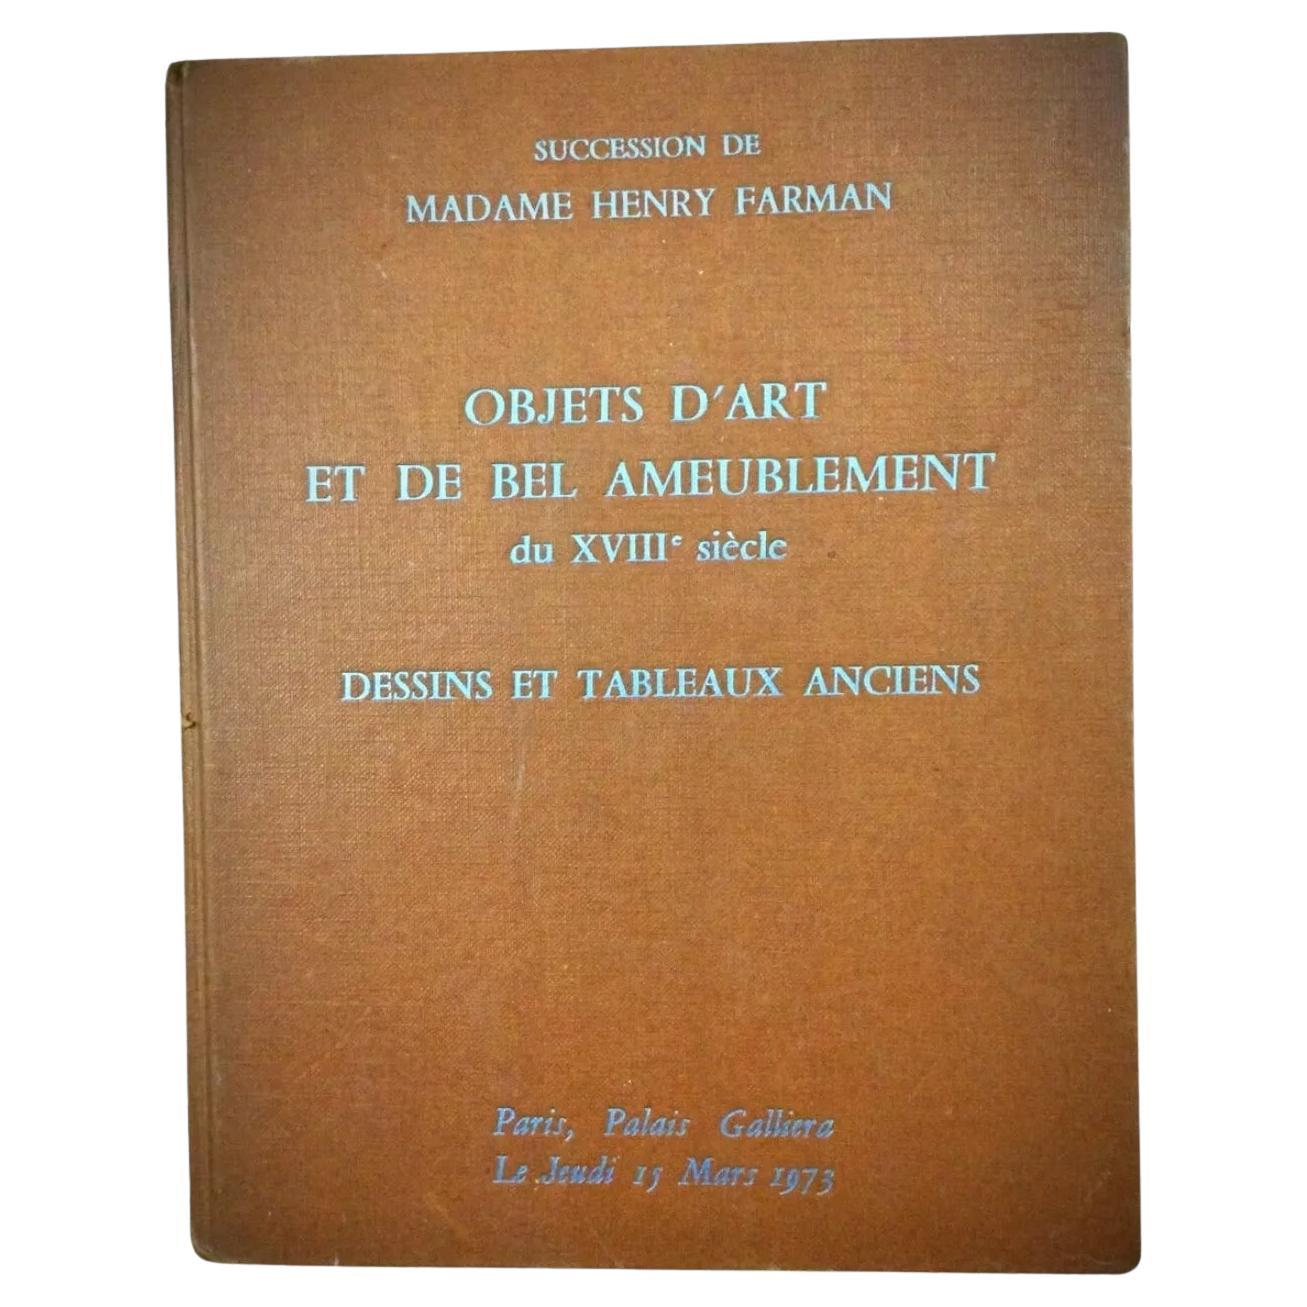 SUCCESSION DE
MADAME HENRY FARMAN
OBJETS D'ART
ET DE BEL AMEUBLEMENT
du XVIIIᵉ siècle
DESSINS ET TABLEAUX ANCIENS
Paris, Palais Galliera
Le Jeudi 15 Mars 1973